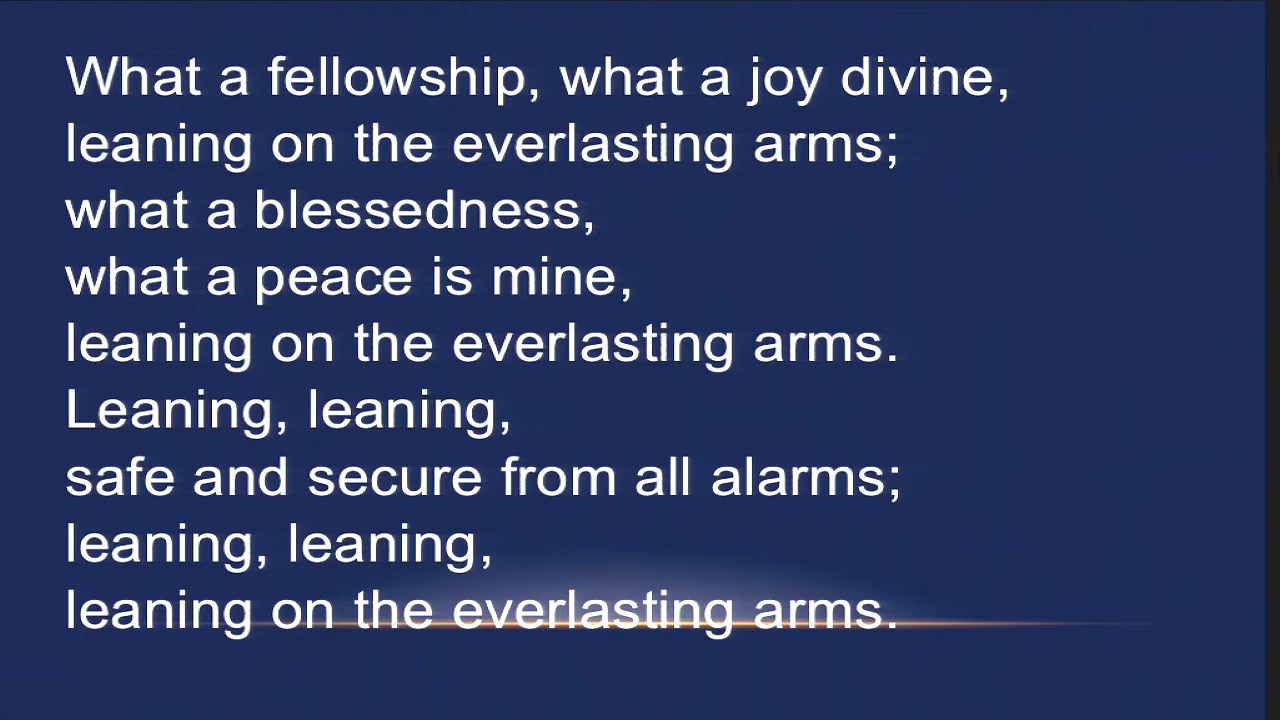 What a fellowship, what a joy divine,
leaning on the everlasting arms;
what a blessedness,
what a peace is mine,
leaning on the everlasting arms.
Leaning, leaning,
safe and secure from all alarms;
leaning, leaning,
leaning on the everlasting arms.